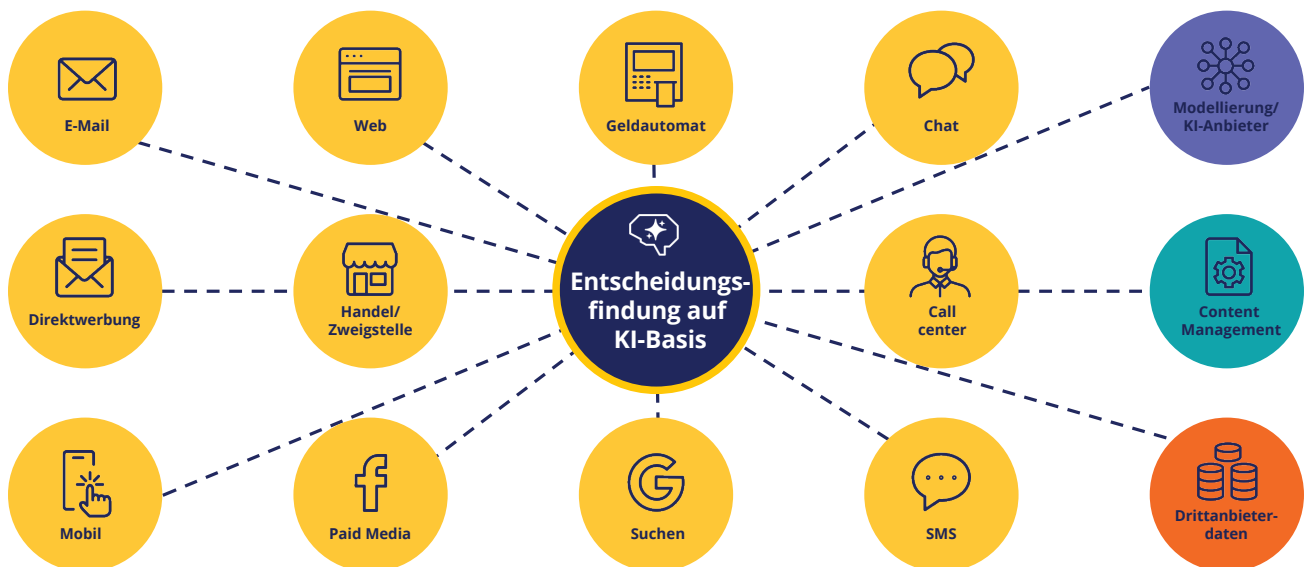 E-Mail
Web
Geldautomat
Chat
Modellierung/
KI-Anbieter
Direktwerbung
Handel/
Zweigstelle
Entscheidungs-
findung auf
KI-Basis
Call
center
Content
Management
Mobil
Paid Media
Suchen
SMS
Drittanbieter-
daten